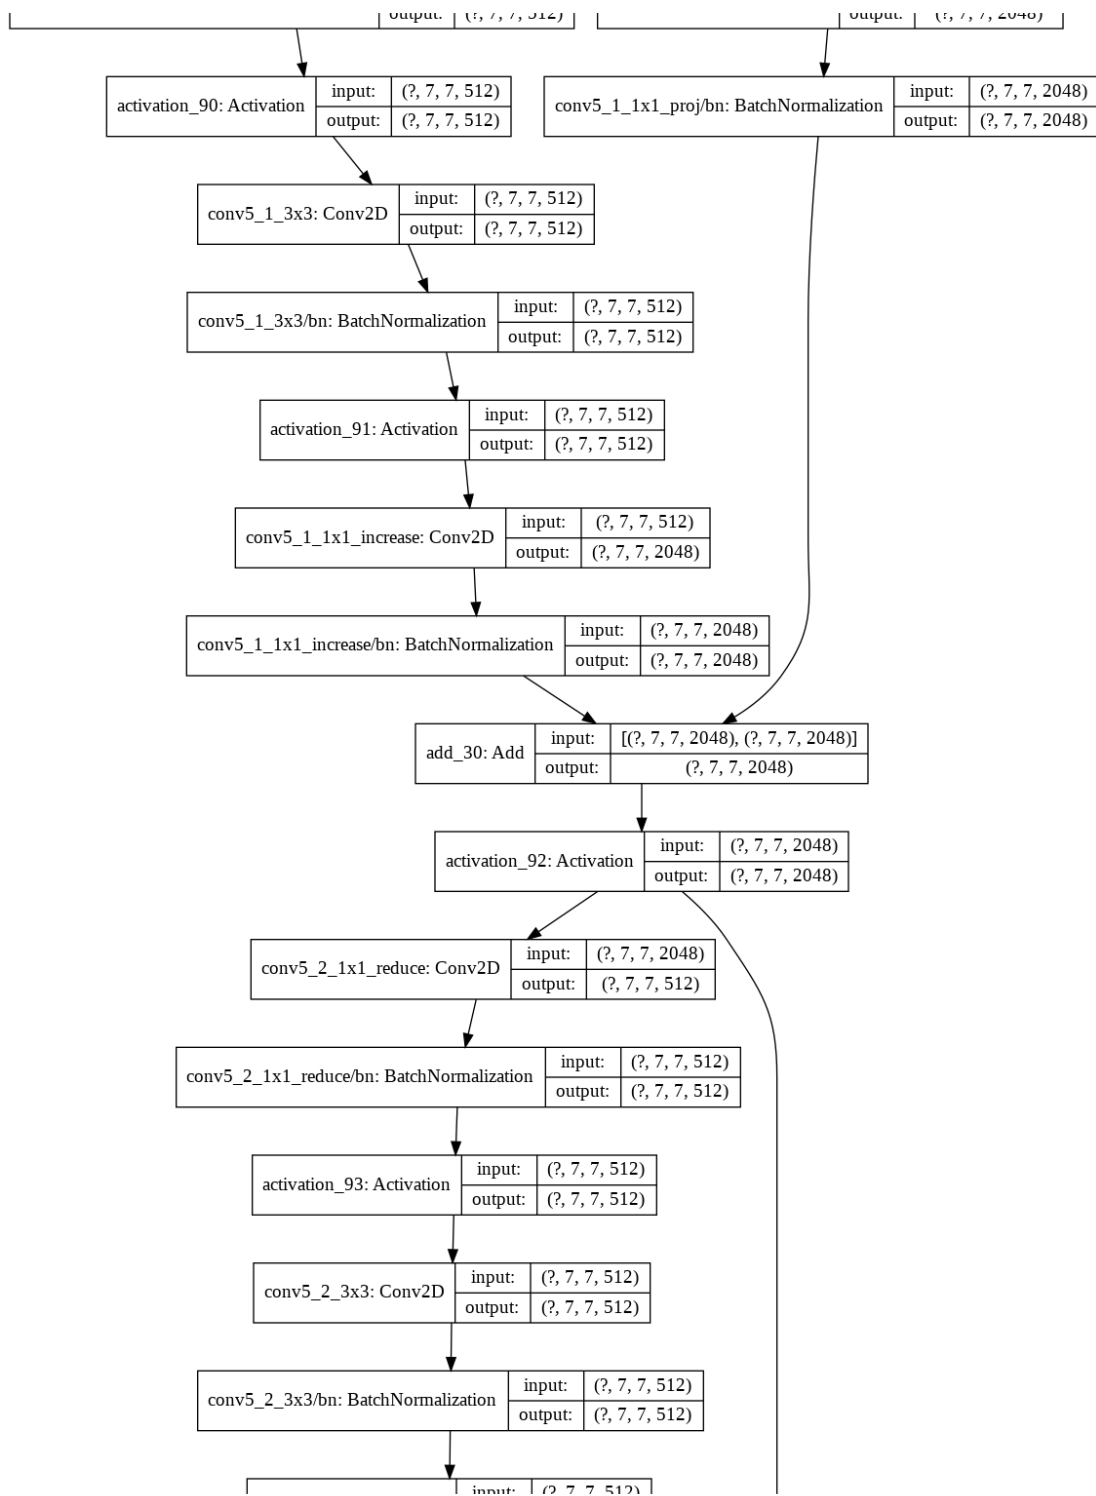 output: (?, 7, 7, 512)
output: (?, 7, 7, 2048)
activation_90: Activation
input: (?, 7, 7, 512)
output: (?, 7, 7, 512)
conv5_1_1x1_proj/bn: BatchNormalization
input: (?, 7, 7, 2048)
output: (?, 7, 7, 2048)
conv5_1_3x3: Conv2D
input: (?, 7, 7, 512)
output: (?, 7, 7, 512)
conv5_1_3x3/bn: BatchNormalization
input: (?, 7, 7, 512)
output: (?, 7, 7, 512)
activation_91: Activation
input: (?, 7, 7, 512)
output: (?, 7, 7, 512)
conv5_1_1x1_increase: Conv2D
input: (?, 7, 7, 512)
output: (?, 7, 7, 2048)
conv5_1_1x1_increase/bn: BatchNormalization
input: (?, 7, 7, 2048)
output: (?, 7, 7, 2048)
add_30: Add
input: [(?, 7, 7, 2048), (?, 7, 7, 2048)]
output: (?, 7, 7, 2048)
activation_92: Activation
input: (?, 7, 7, 2048)
output: (?, 7, 7, 2048)
conv5_2_1x1_reduce: Conv2D
input: (?, 7, 7, 2048)
output: (?, 7, 7, 512)
conv5_2_1x1_reduce/bn: BatchNormalization
input: (?, 7, 7, 512)
output: (?, 7, 7, 512)
activation_93: Activation
input: (?, 7, 7, 512)
output: (?, 7, 7, 512)
conv5_2_3x3: Conv2D
input: (?, 7, 7, 512)
output: (?, 7, 7, 512)
conv5_2_3x3/bn: BatchNormalization
input: (?, 7, 7, 512)
output: (?, 7, 7, 512)
input: (?, 7, 7, 512)